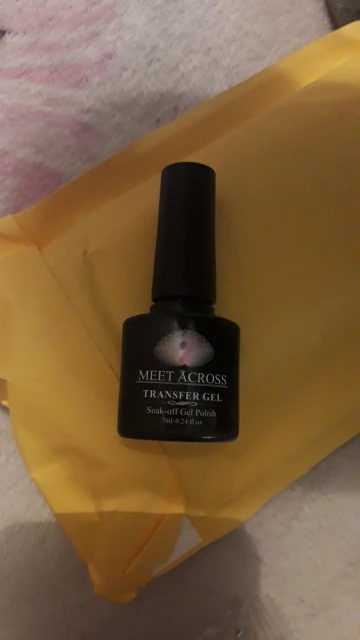 MEET ACROSS
TRANSFER GEL
Soak-off Gel Polish
7ml-0.24 fl oz